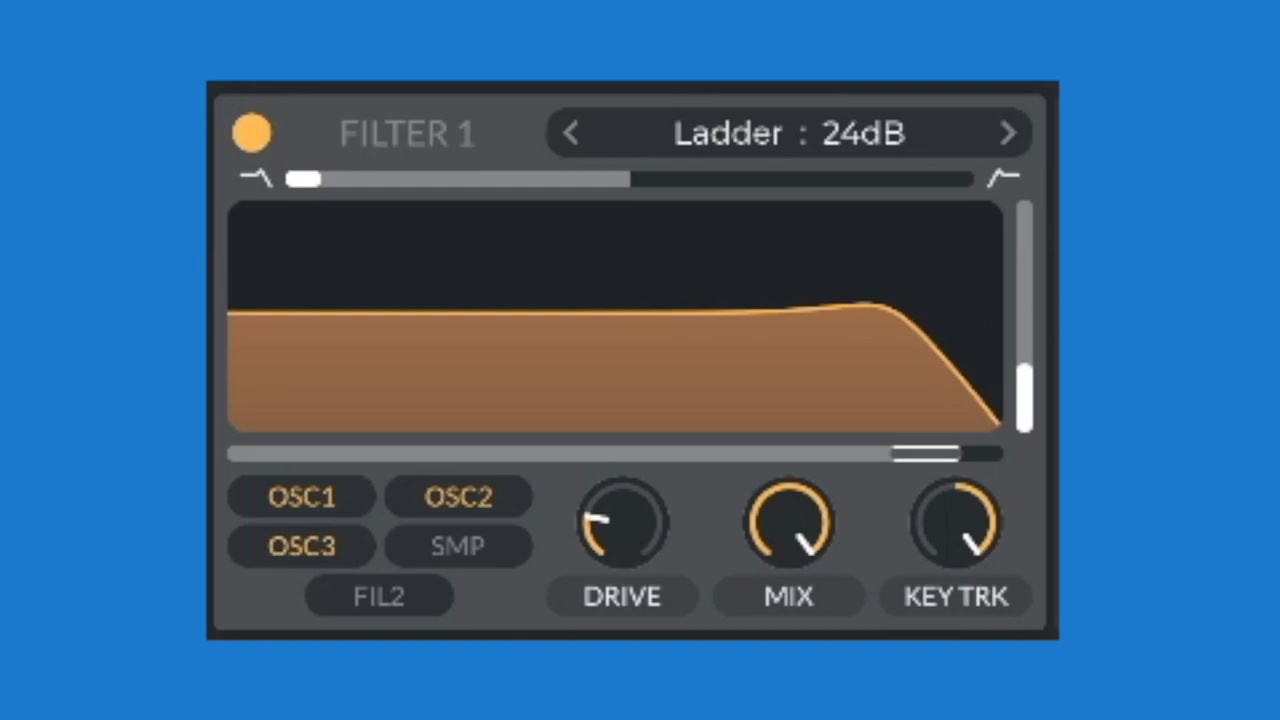 FILTER 1
Ladder : 24dB
OSC1 OSC2
OSC3 SMP
FIL2
DRIVE MIX KEY TRK